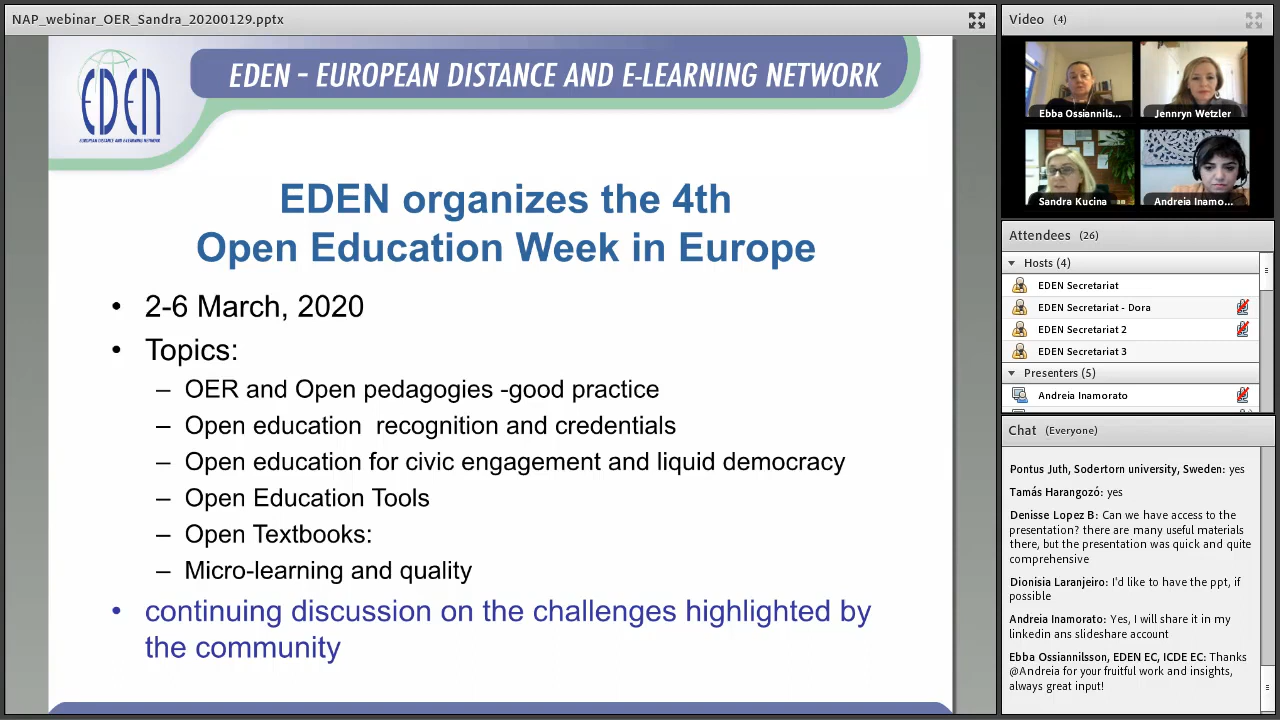 NAP_webinar_OER_Sandra_20200129.pptx
EDEN
EUROPEAN DISTANCE AND E-LEARNING NETWORK
EDEN – EUROPEAN DISTANCE AND E-LEARNING NETWORK
EDEN organizes the 4th
Open Education Week in Europe
• 2-6 March, 2020
• Topics:
– OER and Open pedagogies -good practice
– Open education  recognition and credentials
– Open education for civic engagement and liquid democracy
– Open Education Tools
– Open Textbooks:
– Micro-learning and quality
• continuing discussion on the challenges highlighted by
the community
Video (4)
Ebba Ossiannils...
Jennryn Wetzler
Sandra Kucina
Andreia Inamo...
Attendees (26)
Hosts (4)
EDEN Secretariat
EDEN Secretariat - Dora
EDEN Secretariat 2
EDEN Secretariat 3
Presenters (5)
Andreia Inamorato
Chat (Everyone)
Pontus Juth, Sodertorn university, Sweden: yes
Tamás Harangozó: yes
Denisse Lopez B: Can we have access to the
presentation? there are many useful materials
there, but the presentation was quick and quite
comprehensive
Dionisia Laranjeiro: I'd like to have the ppt, if
possible
Andreia Inamorato: Yes, I will share it in my
linkedin ans slideshare account
Ebba Ossiannilsson, EDEN EC, ICDE EC: Thanks
@Andreia for your fruitful work and insights,
always great input!